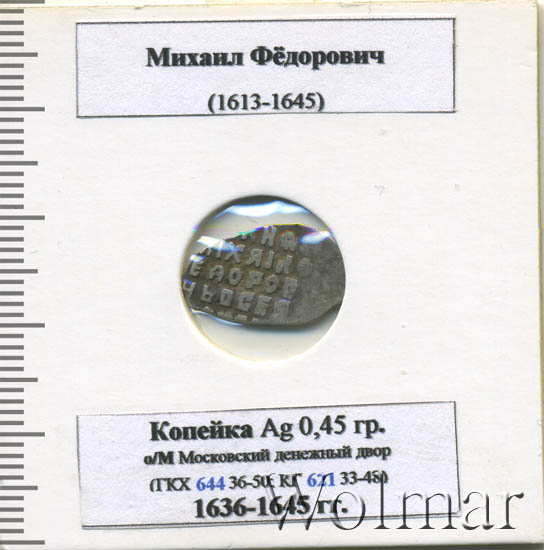 Михаил Фёдорович
(1613-1645)
Копейка Ag 0,45 гр.
о/М Московский денежный двор
(ГКХ 644 36-50; КГ 621 33-48)
1636-1645 гг.
Wolmar